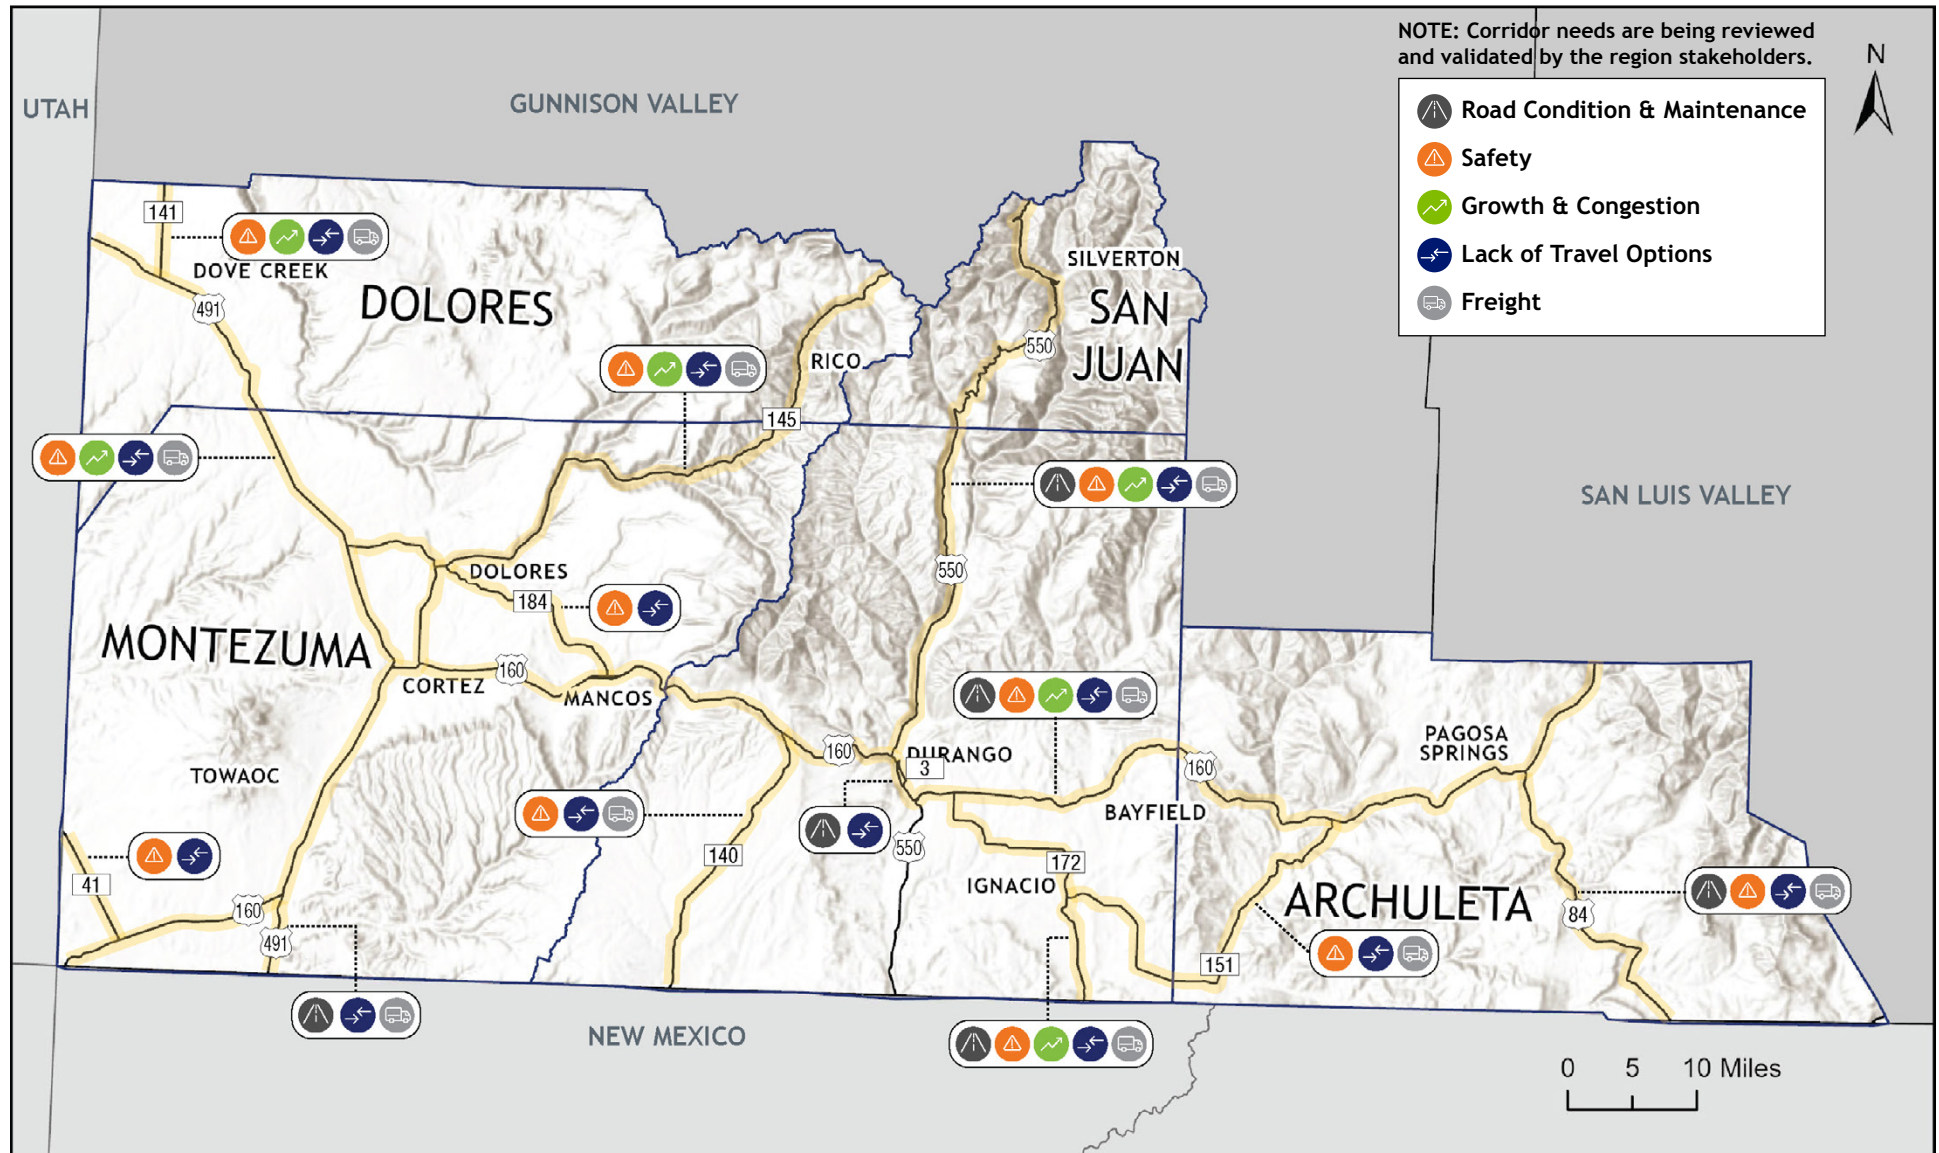 NOTE: Corridor needs are being reviewed
and validated by the region stakeholders.
N
Road Condition & Maintenance
Safety
Growth & Congestion
Lack of Travel Options
Freight
UTAH
GUNNISON VALLEY
141
DOVE CREEK
491
DOLORES
SILVERTON
SAN
JUAN
550
RICO
145
SAN LUIS VALLEY
550
DOLORES
184
MONTEZUMA
160
CORTEZ
MANCOS
TOWAOC
160
DURANGO
3
160
PAGOSA
SPRINGS
BAYFIELD
140
550
172
IGNACIO
41
160
491
ARCHULETA
84
151
NEW MEXICO
0 5 10 Miles